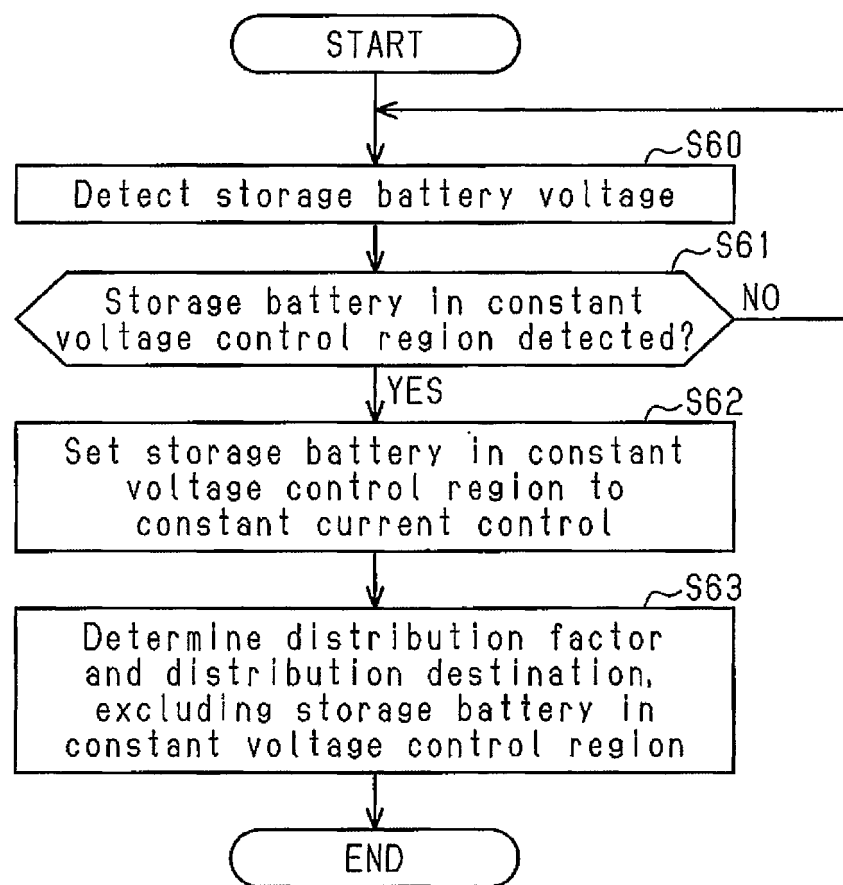 START
S60
Detect storage battery voltage
S61
Storage battery in constant
voltage control region detected?
NO
YES
S62
Set storage battery in constant
voltage control region to
constant current control
S63
Determine distribution factor
and distribution destination,
excluding storage battery in
constant voltage control region
END